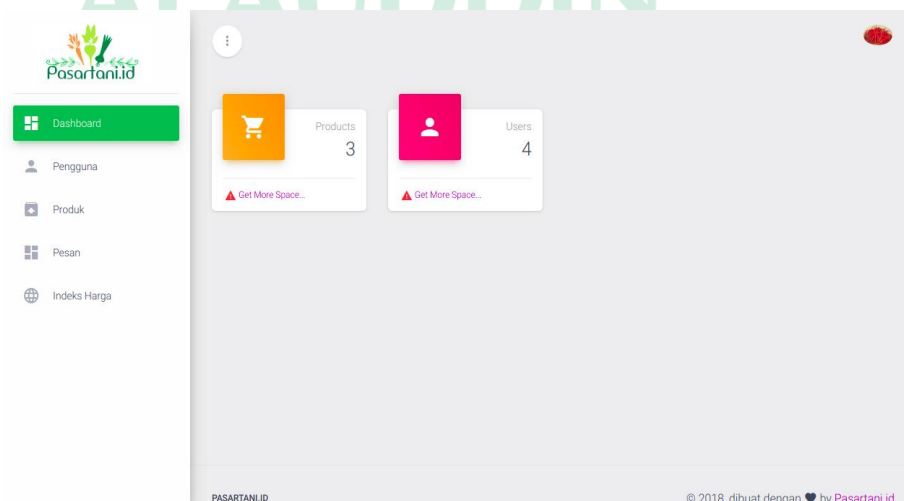 ALAUDDIN
Pasartani.id
Dashboard
Pengguna
Produk
Pesan
Indeks Harga
Products
3
Get More Space...
Users
4
Get More Space...
PASARTANI.ID
© 2018, dibuat dengan ♥ by Pasartani.id